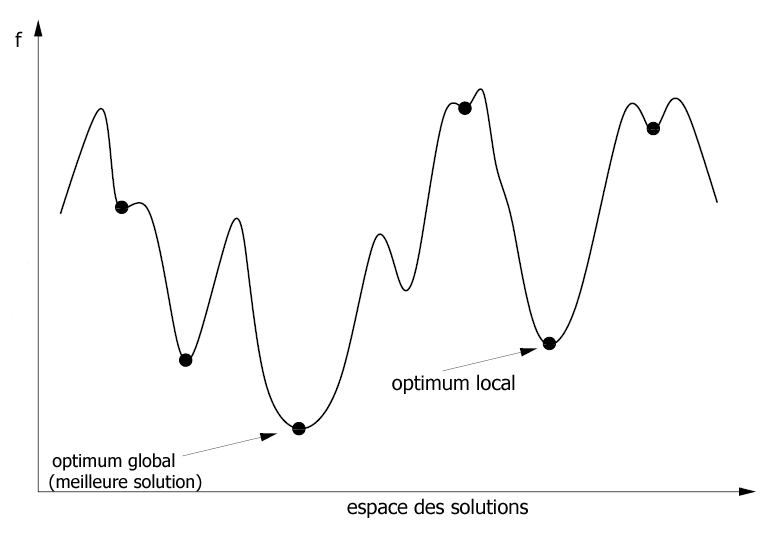 f
optimum local
optimum global
(meilleure solution)
espace des solutions